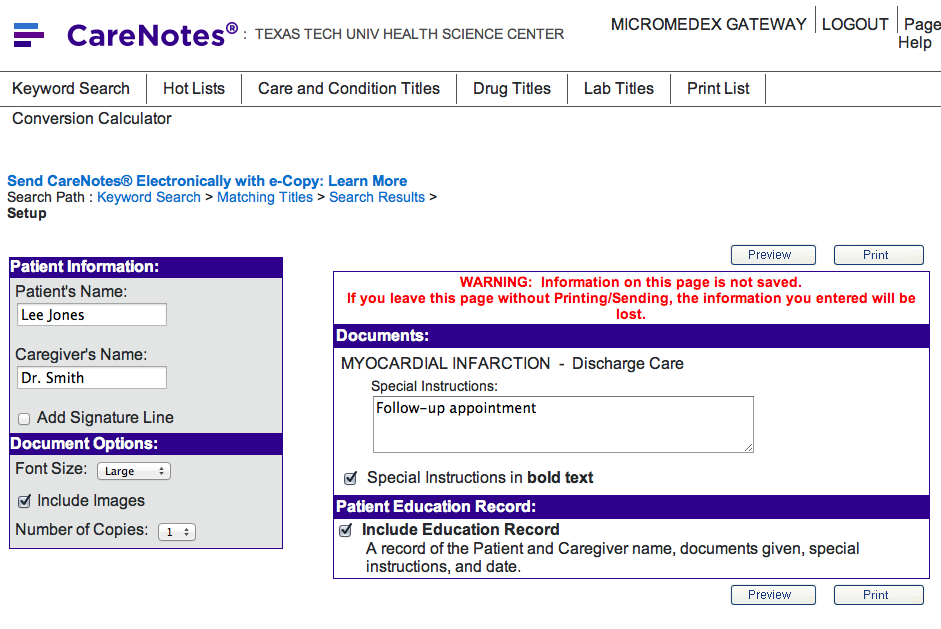 CareNotes® : TEXAS TECH UNIV HEALTH SCIENCE CENTER
MICROMEDEX GATEWAY LOGOUT Page
Help
Keyword Search Hot Lists Care and Condition Titles Drug Titles Lab Titles Print List
Conversion Calculator
Send CareNotes® Electronically with e-Copy: Learn More
Search Path : Keyword Search > Matching Titles > Search Results >
Setup
Preview Print
Patient Information:
Patient's Name:
Lee Jones
Caregiver's Name:
Dr. Smith
Add Signature Line
Document Options:
Font Size: Large
Include Images
Number of Copies: 1
WARNING: Information on this page is not saved.
If you leave this page without Printing/Sending, the information you entered will be
lost.
Documents:
MYOCARDIAL INFARCTION - Discharge Care
Special Instructions:
Follow-up appointment
Special Instructions in bold text
Patient Education Record:
Include Education Record
A record of the Patient and Caregiver name, documents given, special
instructions, and date.
Preview Print